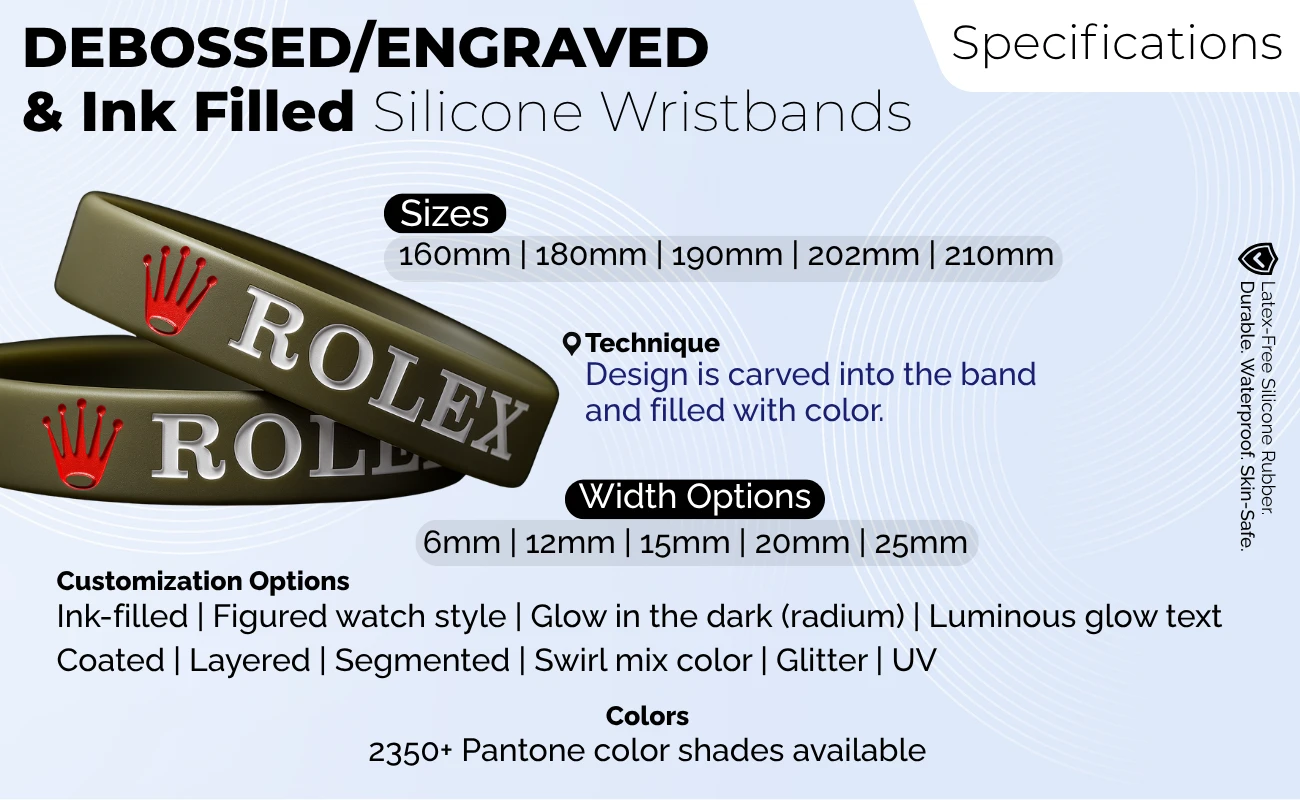 DEBOSSED/ENGRAVED
& Ink Filled Silicone Wristbands
Specifications
Sizes
160mm | 180mm | 190mm | 202mm | 210mm
ROLEX
ROLE
Technique
Design is carved into the band
and filled with color.
Latex-Free Silicone Rubber.
Durable. Waterproof. Skin-Safe.
Width Options
6mm | 12mm | 15mm | 20mm | 25mm
Customization Options
Ink-filled | Figured watch style | Glow in the dark (radium) | Luminous glow text
Coated | Layered | Segmented | Swirl mix color | Glitter | UV
Colors
2350+ Pantone color shades available